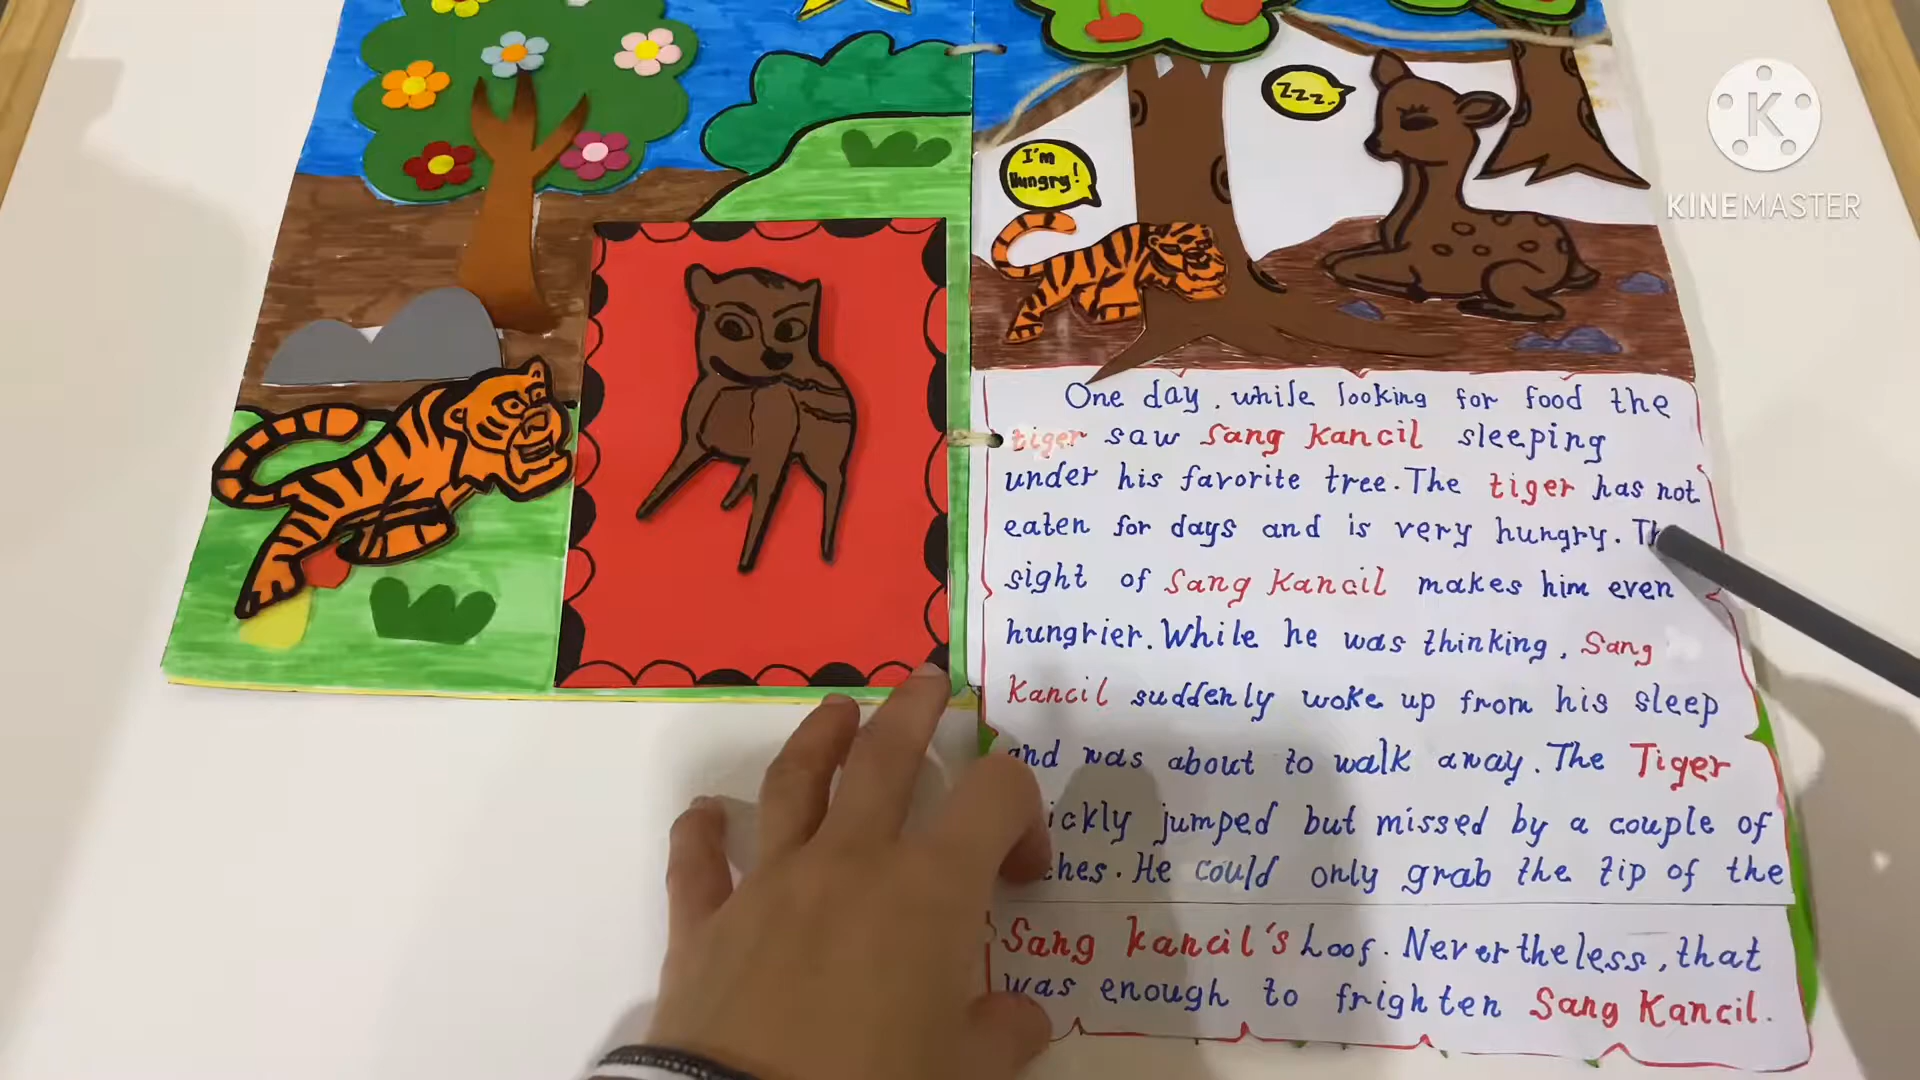 I'm
Hungry!
Zzz.
KINEMASTER
One day, while looking for food the
tiger saw Sang Kancil sleeping
under his favorite tree. The tiger has not
eaten for days and is very hungry.
sight of Sang Kancil makes him even
hungrier. While he was thinking, Sang
Kancil suddenly woke up from his sleep
and was about to walk away. The Tiger
jumped but missed by a couple of
He could only grab the tip of the
Sang Kancil's hoof. Nevertheless, that
was enough to frighten Sang Kancil.